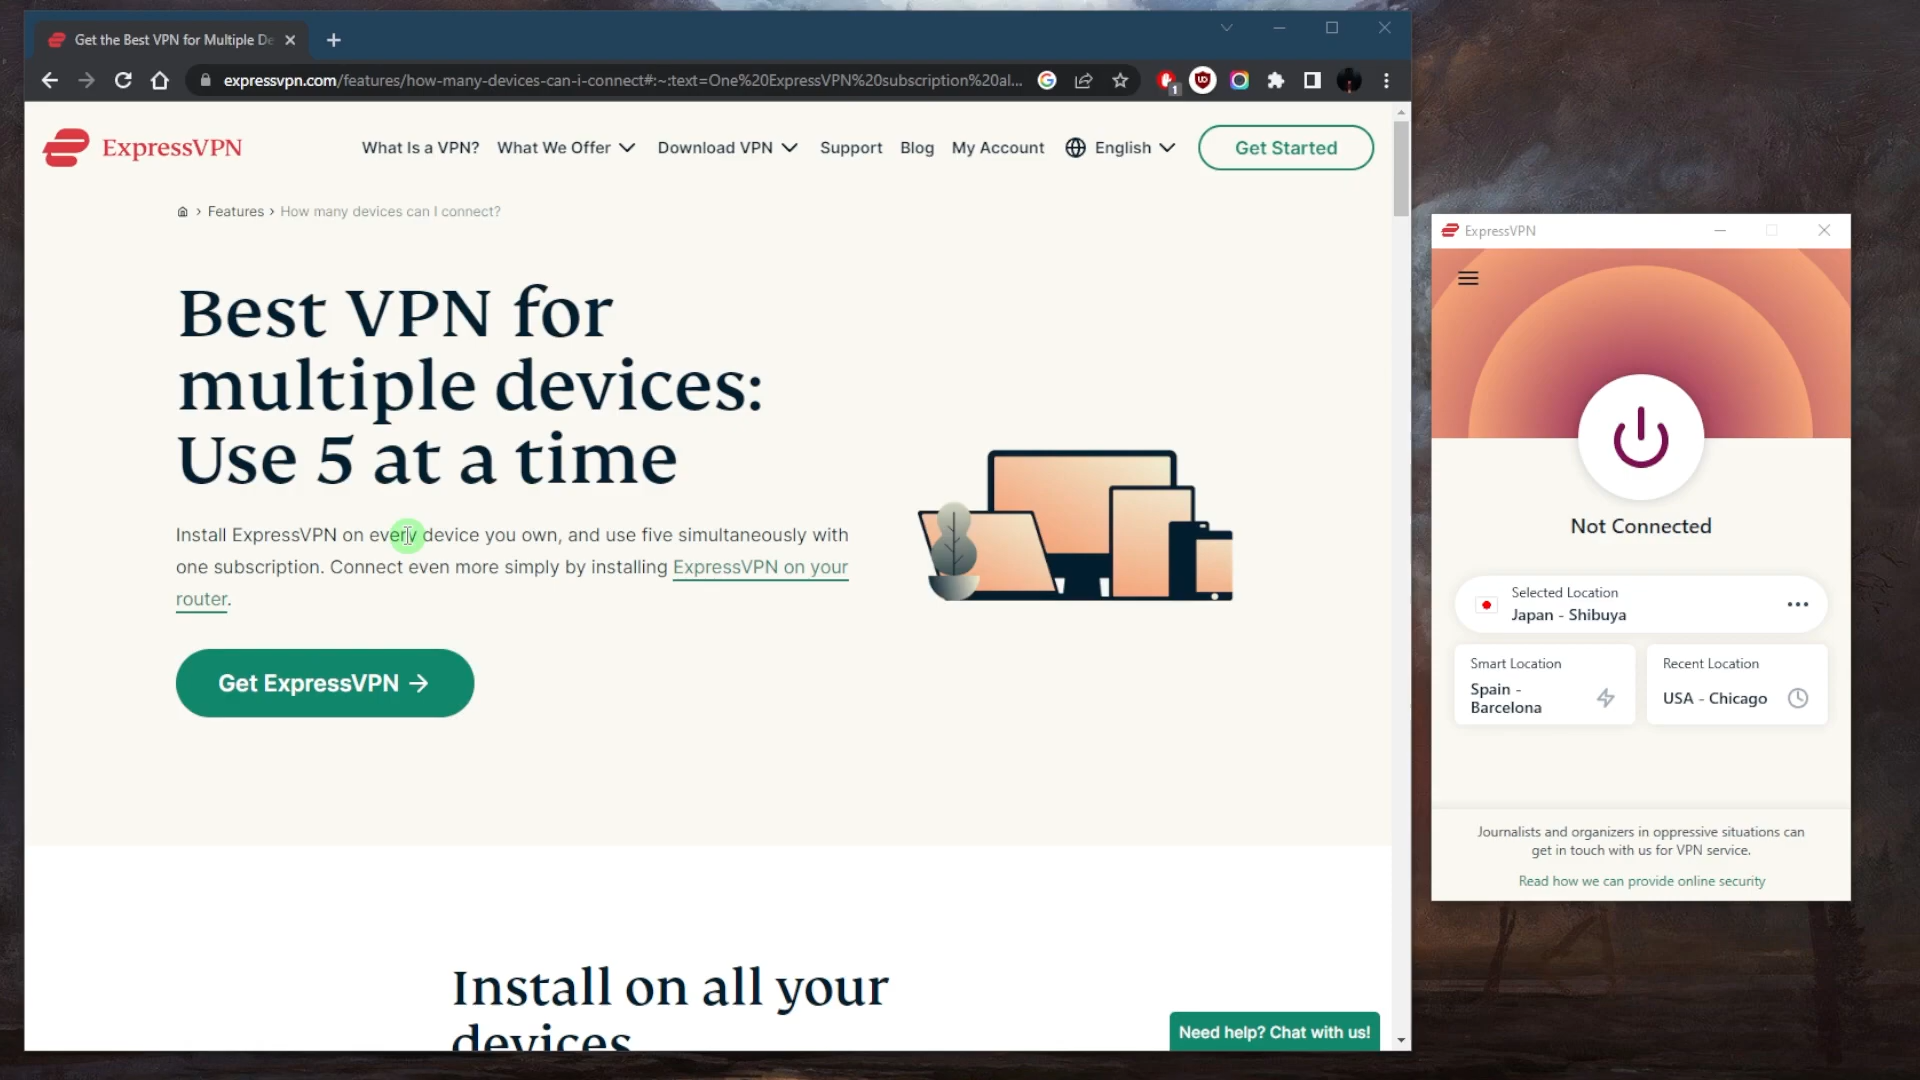 Get the Best VPN for Multiple De
expressvpn.com/features/how-many-devices-can-i-connect#:~:text=One%20ExpressVPN%20subscription%20al...
1
ExpressVPN
What Is a VPN?
What We Offer
Download VPN
Support
Blog
My Account
English
Get Started
Features > How many devices can I connect?
Best VPN for
multiple devices:
Use 5 at a time
Install ExpressVPN on every device you own, and use five simultaneously with
one subscription. Connect even more simply by installing ExpressVPN on your
router.
Get ExpressVPN →
Install on all your
devices
Need help? Chat with us!
ExpressVPN
Not Connected
Selected Location
Japan - Shibuya
Smart Location
Spain -
Barcelona
Recent Location
USA - Chicago
Journalists and organizers in oppressive situations can
get in touch with us for VPN service.
Read how we can provide online security